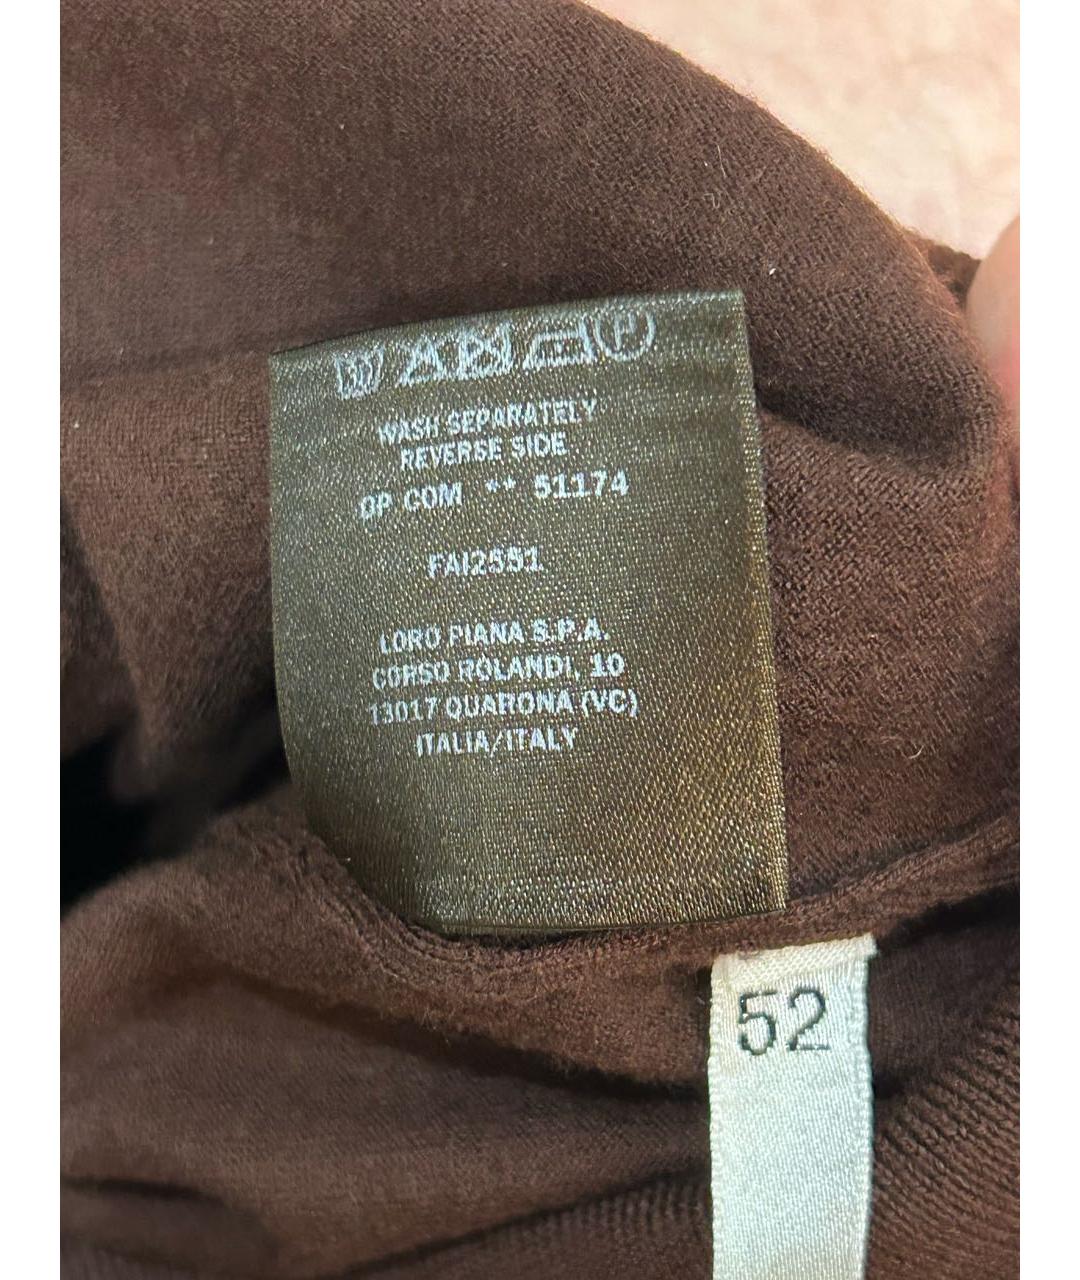 WASH SEPARATELY
REVERSE SIDE
OP COM ** 51174
FAI2551
LORO PIANA S.P.A.
CORSO ROLANDI, 10
13017 QUARONA (VC)
ITALIA/ITALY
52